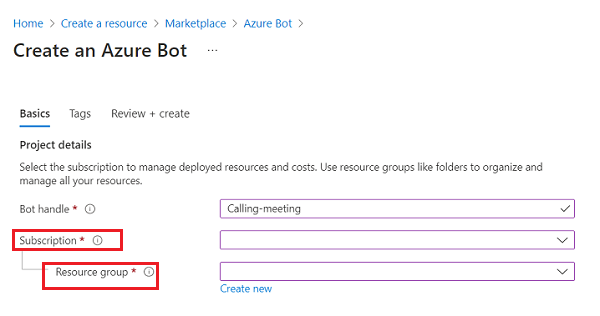 Home > Create a resource > Marketplace > Azure Bot >
Create an Azure Bot ...
Basics Tags Review + create
Project details
Select the subscription to manage deployed resources and costs. Use resource groups like folders to organize and
manage all your resources.
Bot handle * Calling-meeting
Subscription *
Resource group *
Create new